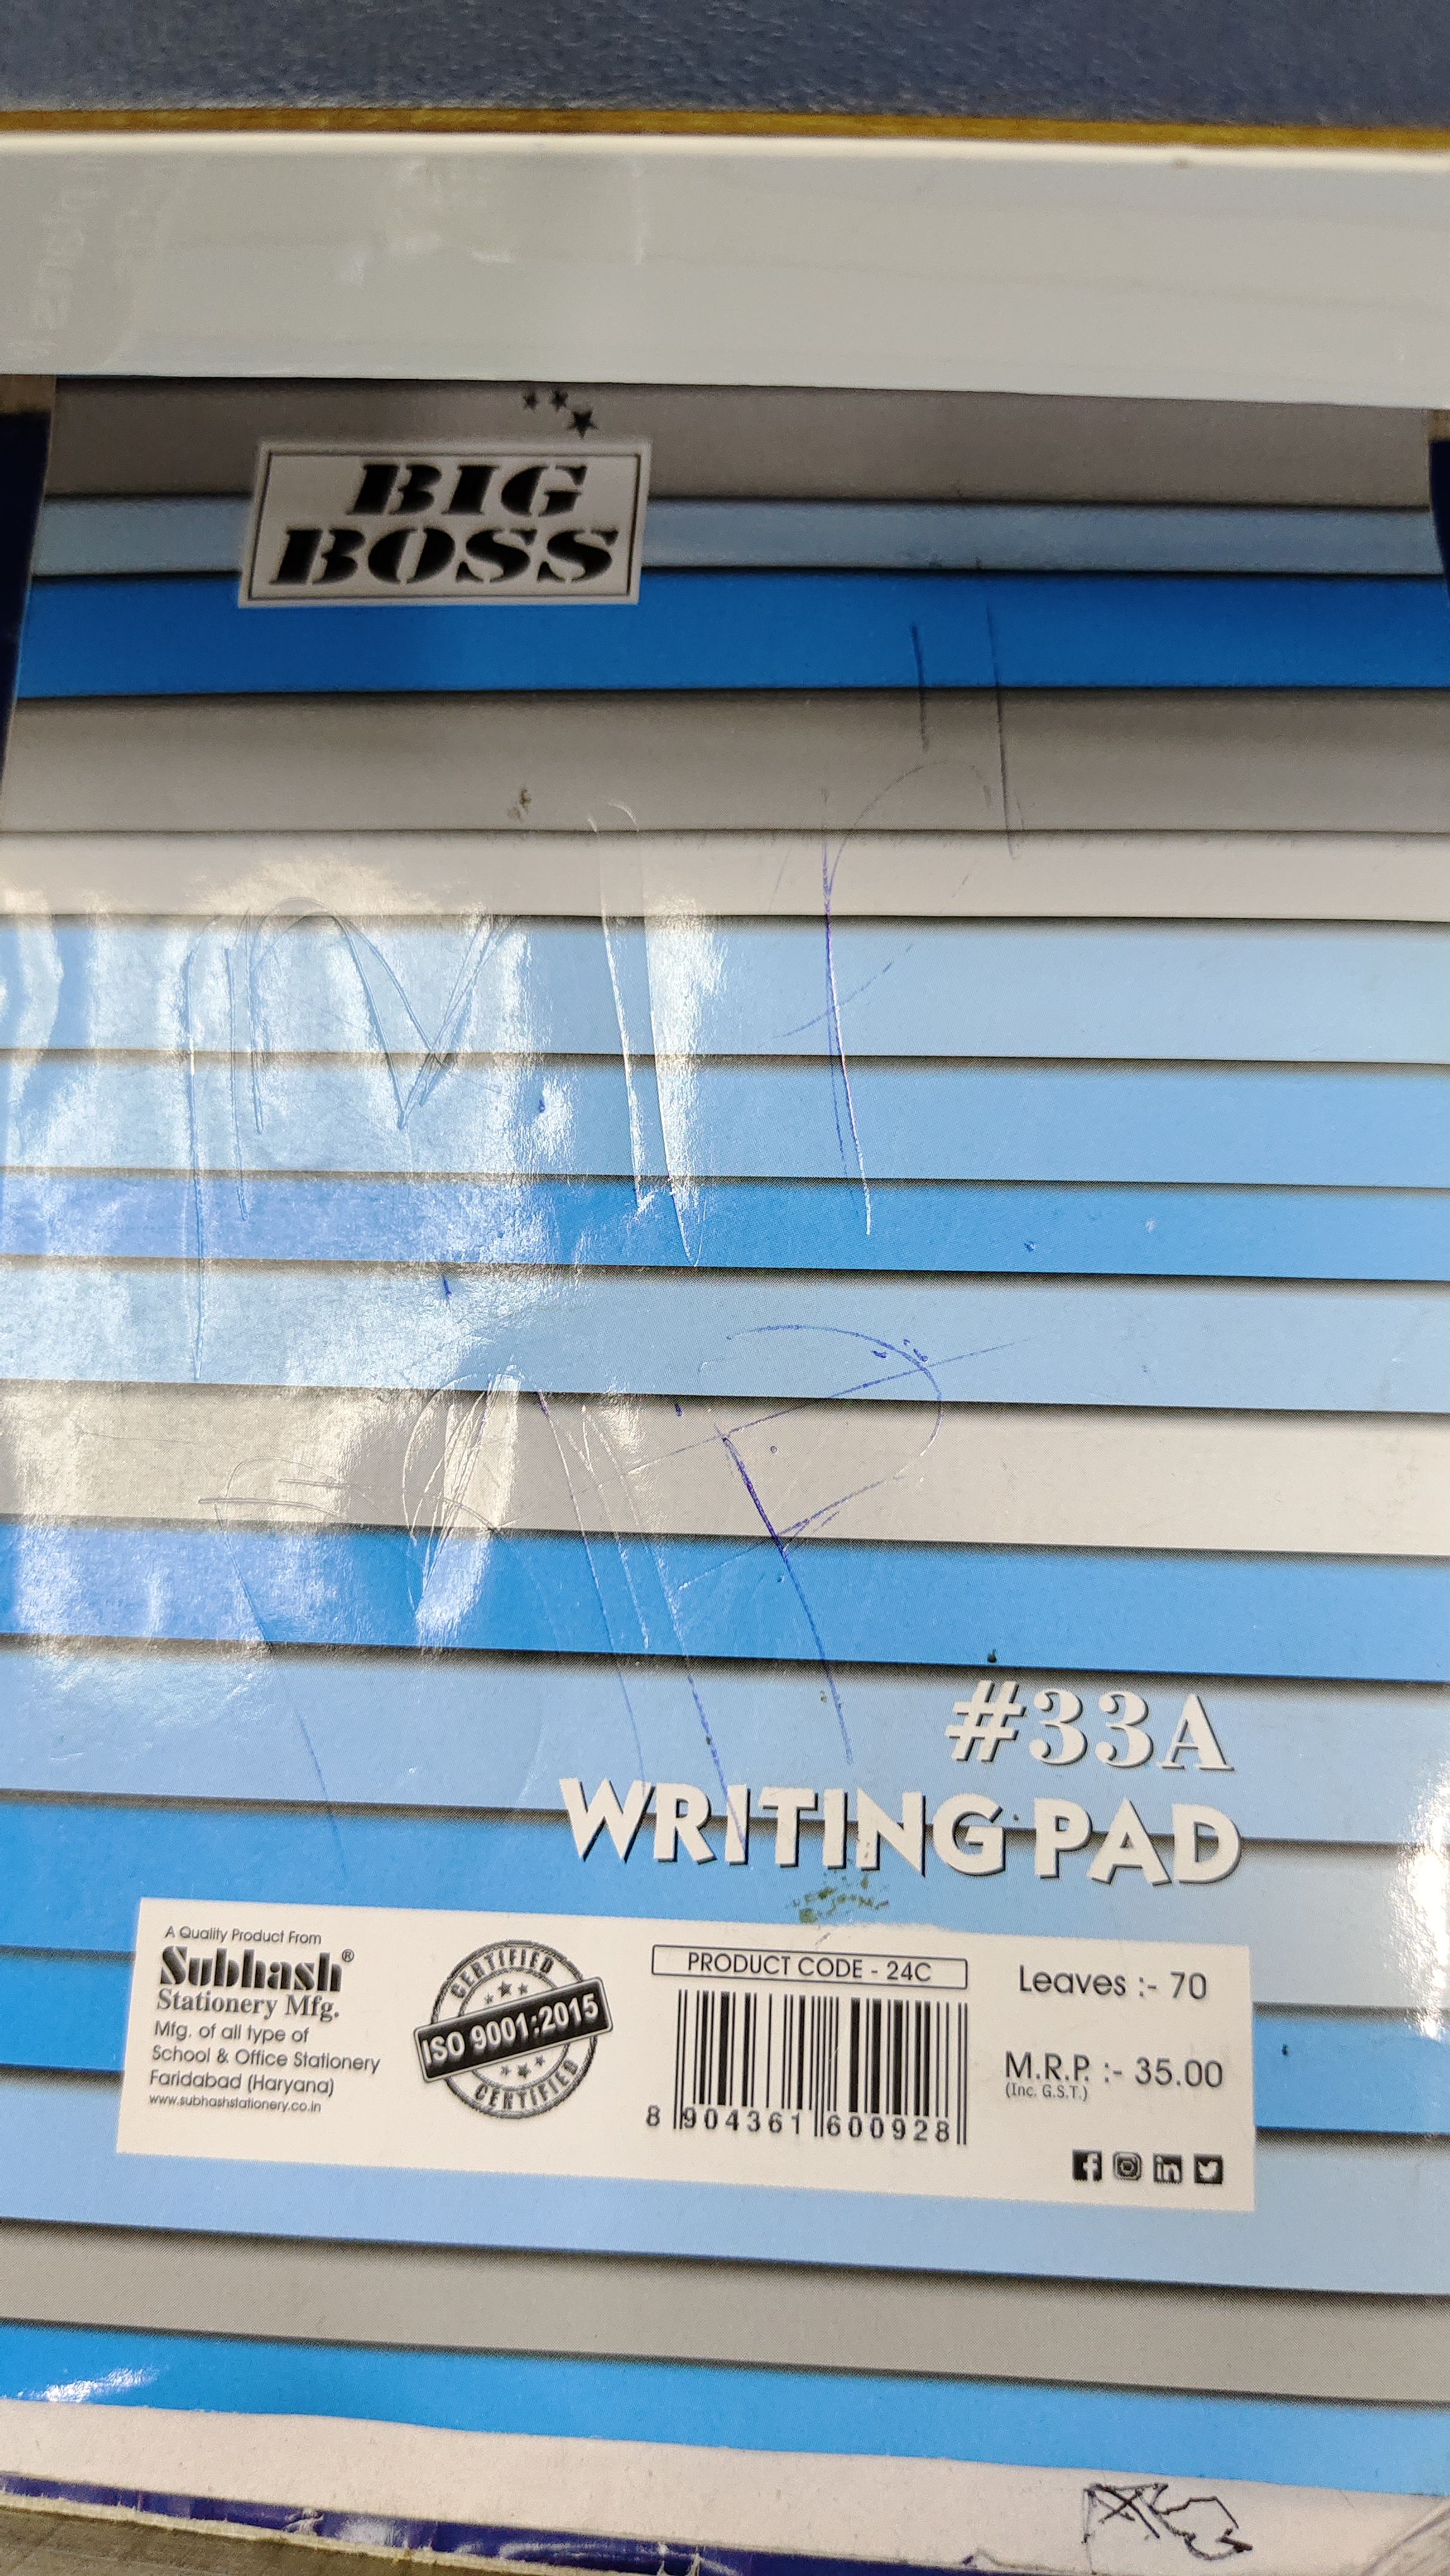 BIG
BOSS
#33A
WRITING PAD
A Quality Product From
Subhash®
Stationery Mfg.
Mfg. of all type of
School & Office Stationery
Faridabad (Haryana)
www.subhashstationery.co.in
CERTIFIED
ISO 9001:2015
CERTIFIED
PRODUCT CODE - 24C
8 904361 600928
Leaves :- 70
M.R.P. :- 35.00
(Inc. G.S.T.)